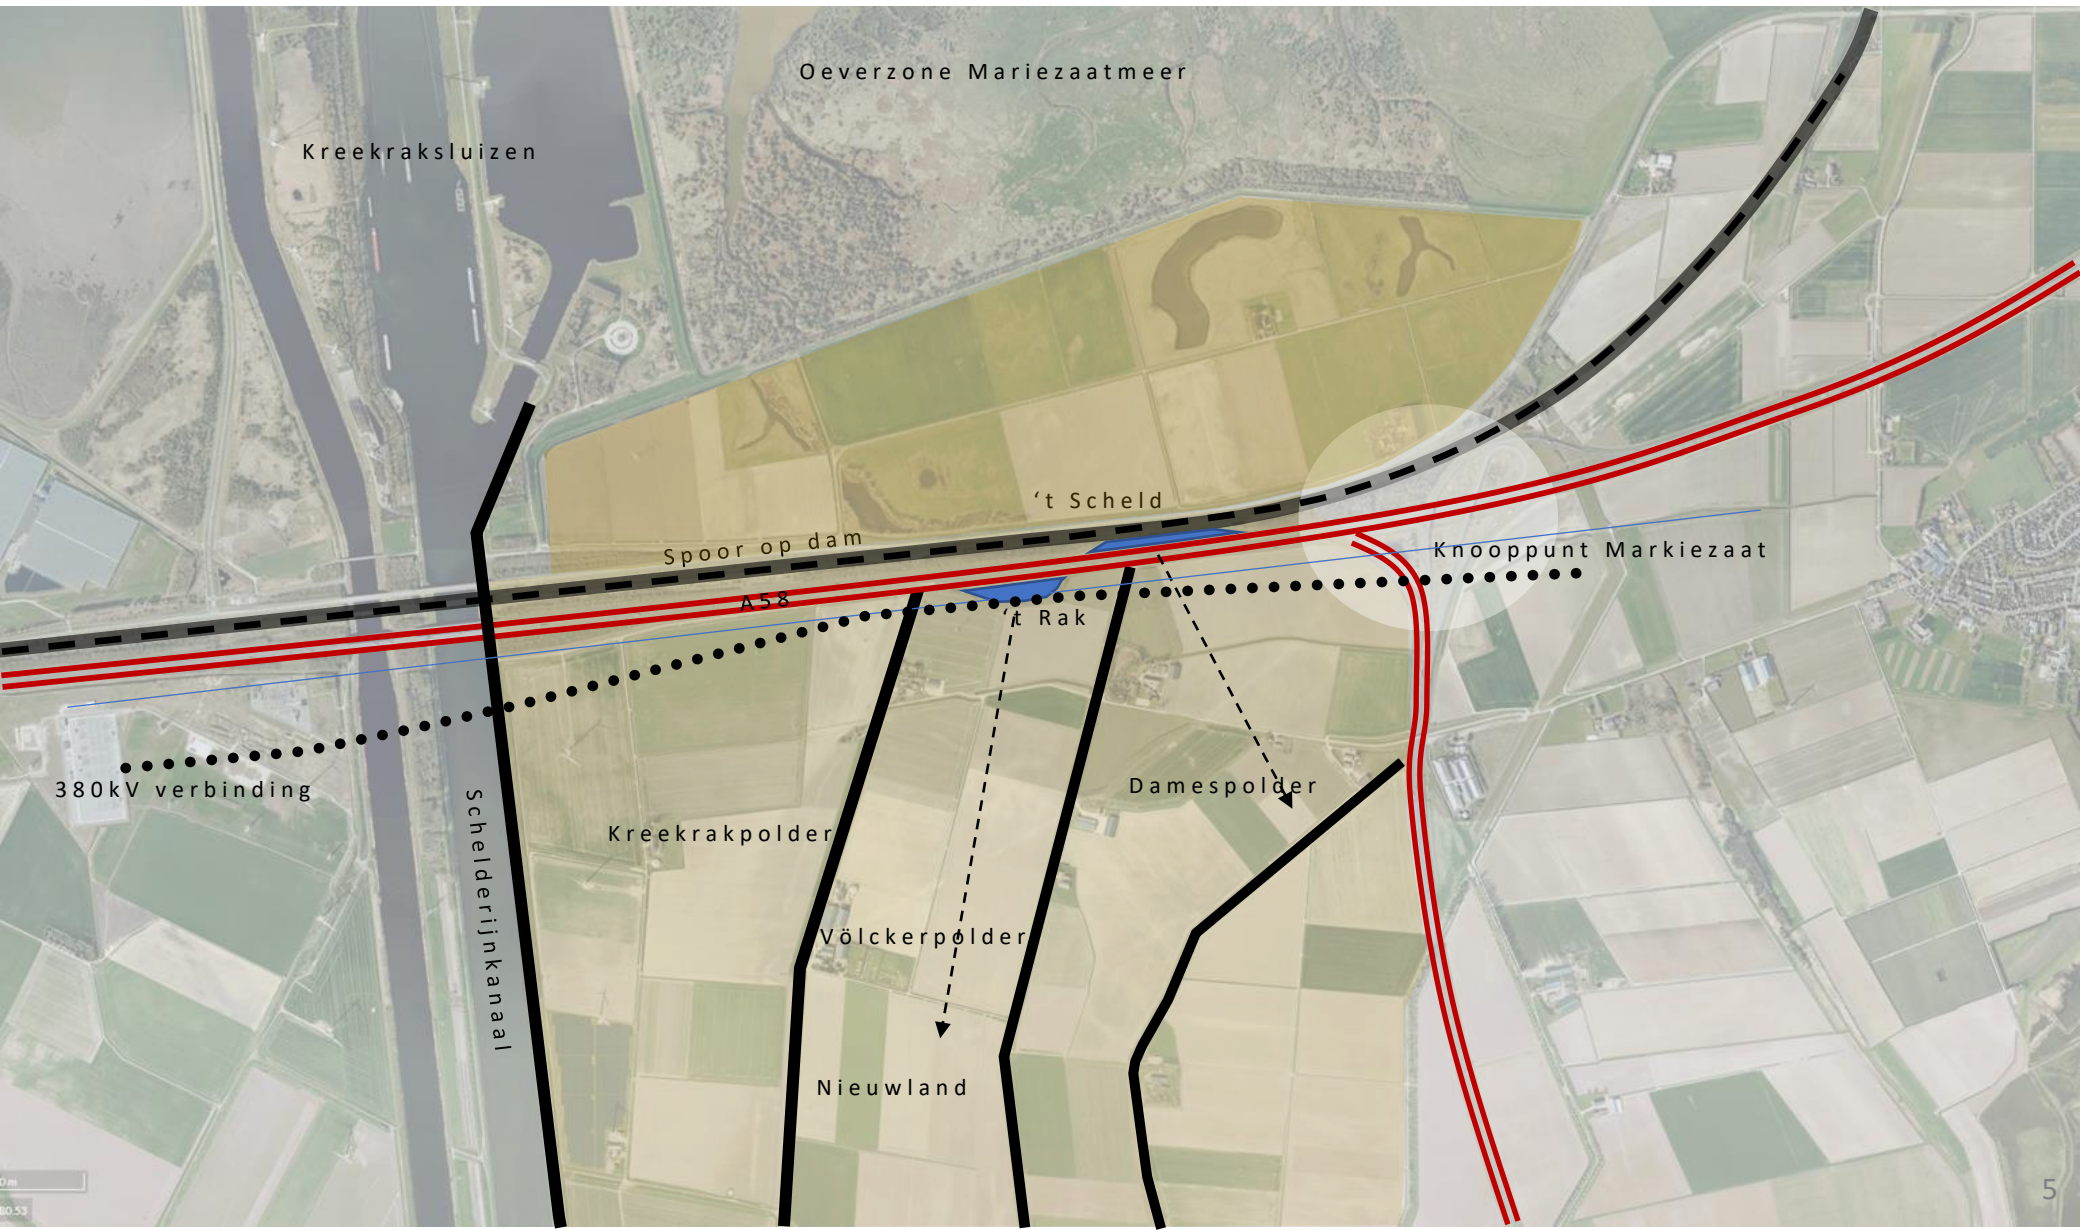 Oeverzone Mariezaatmeer
Kreekraksluizen
‘t Scheld
Spoor op dam
Knooppunt Markiezaat
A58
‘t Rak
380kV verbinding
Damespolder
Kreekrakpolder
Schelderijnkanaal
Völckerpolder
Nieuwland
5